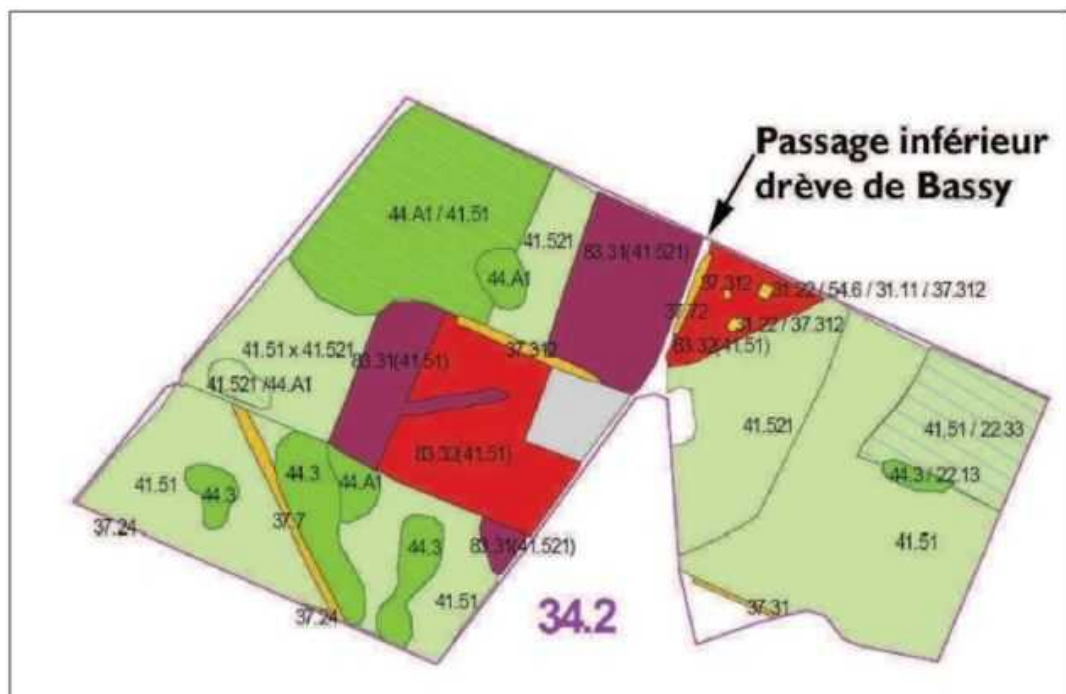 Passage inférieur
drève de Bassy
44.A1 / 41.51
41.521
83.31(41.521)
44.A1
37.312
31.22 / 54.6 / 31.11 / 37.312
37.72
31.22 / 37.312
83.32(41.51)
37.312
41.51 x 41.521
83.31(41.51)
41.521 /44.A1
41.521
41.51 / 22.33
83.32(41.51)
44.3 / 22.13
41.51
44.3
44.3
44.A1
37.24
37.7
44.3
83.31(41.521)
41.51
41.51
37.24
34.2
37.31